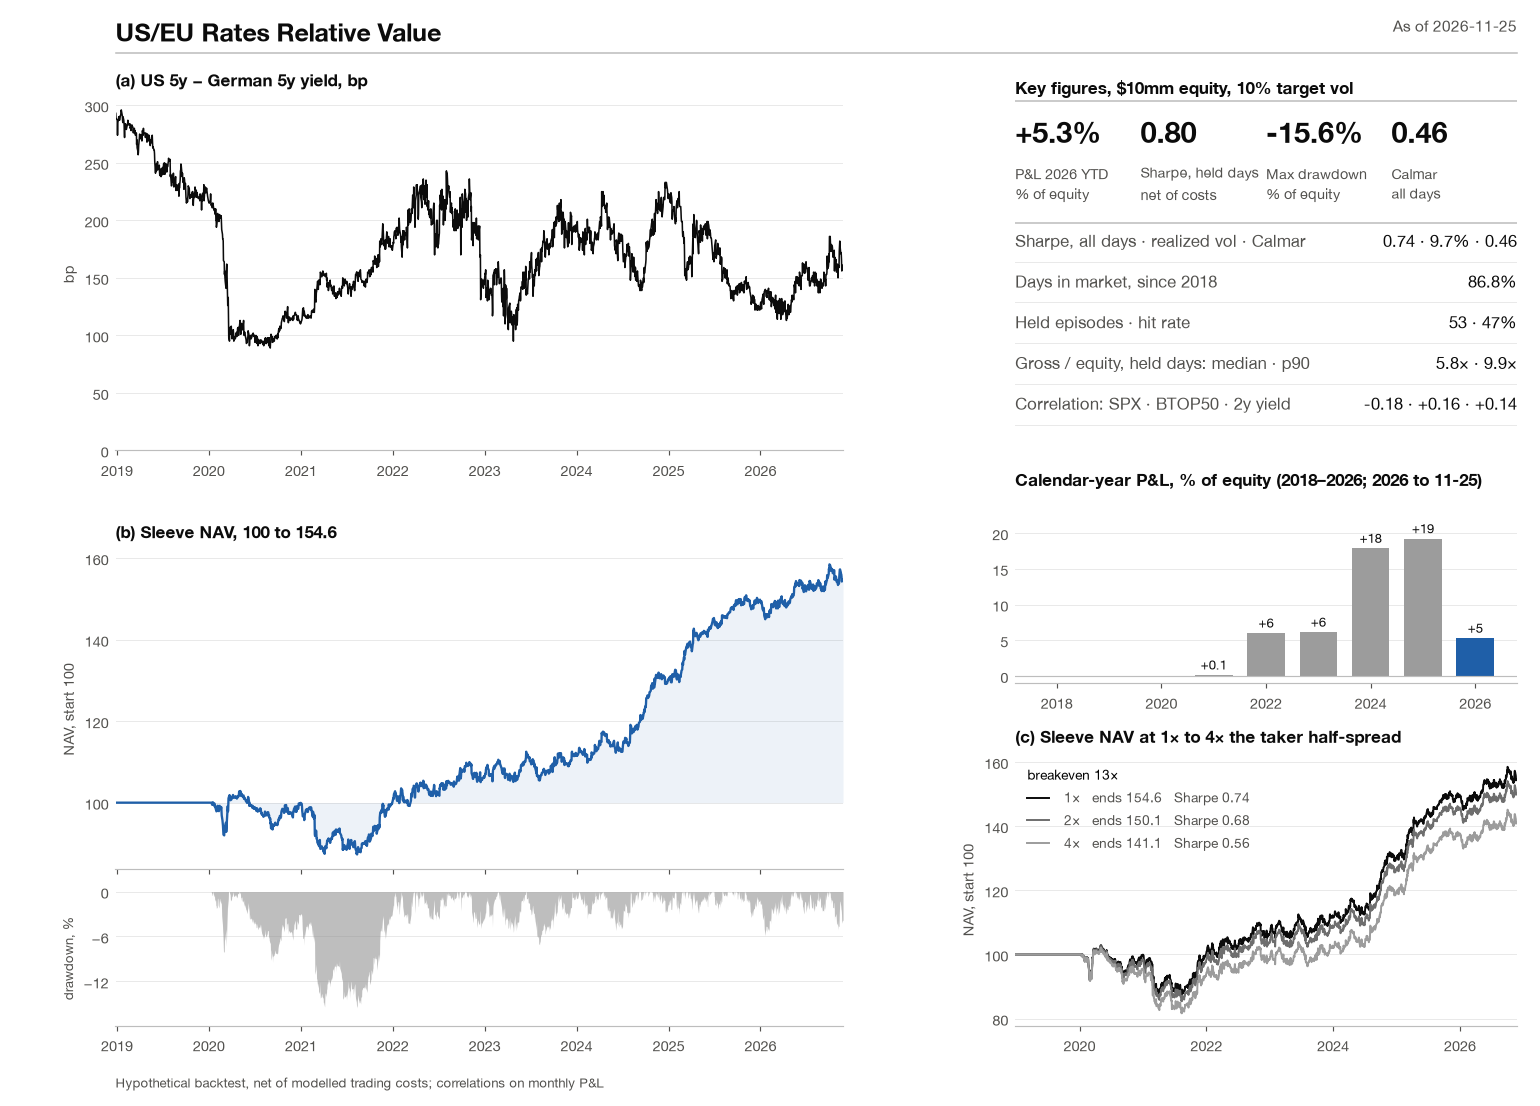 US/EU Rates Relative Value
As of 2026-11-25
(a) US 5y – German 5y yield, bp
300
250
200
150
100
50
0
bp
2019 2020 2021 2022 2023 2024 2025 2026
(b) Sleeve NAV, 100 to 154.6
160
140
120
100
NAV, start 100
0
−6
−12
drawdown, %
2019 2020 2021 2022 2023 2024 2025 2026
Hypothetical backtest, net of modelled trading costs; correlations on monthly P&L
Key figures, $10mm equity, 10% target vol
+5.3% 0.80 -15.6% 0.46
P&L 2026 YTD Sharpe, held days Max drawdown Calmar
% of equity net of costs % of equity all days
Sharpe, all days · realized vol · Calmar 0.74 · 9.7% · 0.46
Days in market, since 2018 86.8%
Held episodes · hit rate 53 · 47%
Gross / equity, held days: median · p90 5.8× · 9.9×
Correlation: SPX · BTOP50 · 2y yield -0.18 · +0.16 · +0.14
Calendar-year P&L, % of equity (2018–2026; 2026 to 11-25)
20
15
10
5
0
+0.1 +6 +6 +18 +19 +5
2018 2020 2022 2024 2026
(c) Sleeve NAV at 1× to 4× the taker half-spread
160
140
120
100
80
NAV, start 100
breakeven 13×
1× ends 154.6 Sharpe 0.74
2× ends 150.1 Sharpe 0.68
4× ends 141.1 Sharpe 0.56
2020 2022 2024 2026